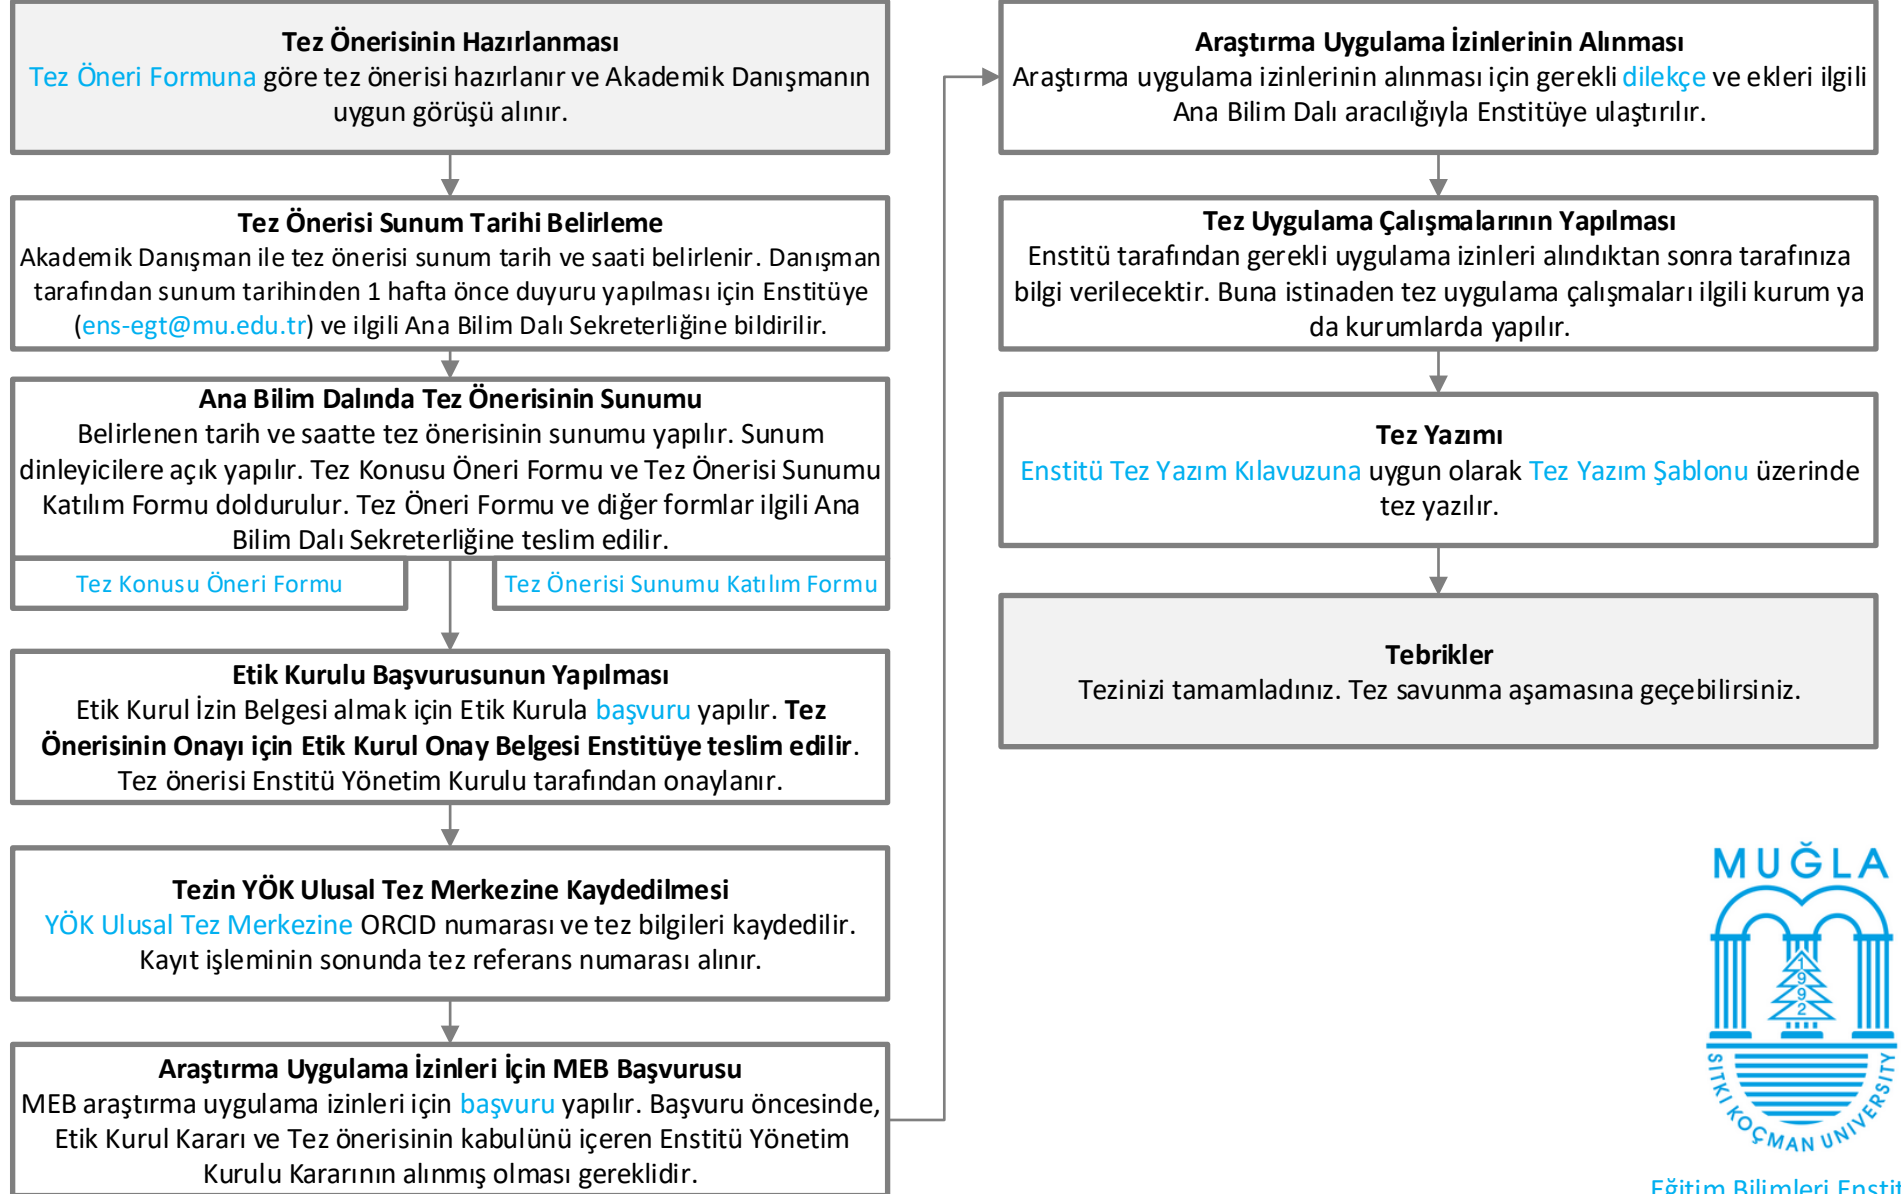 Tez Önerisinin Hazırlanması
Tez Öneri Formuna göre tez önerisi hazırlanır ve Akademik Danışmanın
uygun görüşü alınır.
Tez Önerisi Sunum Tarihi Belirleme
Akademik Danışman ile tez önerisi sunum tarih ve saati belirlenir. Danışman
tarafından sunum tarihinden 1 hafta önce duyuru yapılması için Enstitüye
(ens-egt@mu.edu.tr) ve ilgili Ana Bilim Dalı Sekreterliğine bildirilir.
Ana Bilim Dalında Tez Önerisinin Sunumu
Belirlenen tarih ve saatte tez önerisinin sunumu yapılır. Sunum
dinleyicilere açık yapılır. Tez Konusu Öneri Formu ve Tez Önerisi Sunumu
Katılım Formu doldurulur. Tez Öneri Formu ve diğer formlar ilgili Ana
Bilim Dalı Sekreterliğine teslim edilir.
Tez Konusu Öneri Formu
Tez Önerisi Sunumu Katılım Formu
Etik Kurulu Başvurusunun Yapılması
Etik Kurul İzin Belgesi almak için Etik Kurula başvuru yapılır. Tez
Önerisinin Onayı için Etik Kurul Onay Belgesi Enstitüye teslim edilir.
Tez önerisi Enstitü Yönetim Kurulu tarafından onaylanır.
Tezin YÖK Ulusal Tez Merkezine Kaydedilmesi
YÖK Ulusal Tez Merkezine ORCID numarası ve tez bilgileri kaydedilir.
Kayıt işleminin sonunda tez referans numarası alınır.
Araştırma Uygulama İzinleri İçin MEB Başvurusu
MEB araştırma uygulama izinleri için başvuru yapılır. Başvuru öncesinde,
Etik Kurul Kararı ve Tez önerisinin kabulünü içeren Enstitü Yönetim
Kurulu Kararının alınmış olması gereklidir.
Araştırma Uygulama İzinlerinin Alınması
Araştırma uygulama izinlerinin alınması için gerekli dilekçe ve ekleri ilgili
Ana Bilim Dalı aracılığıyla Enstitüye ulaştırılır.
Tez Uygulama Çalışmalarının Yapılması
Enstitü tarafından gerekli uygulama izinleri alındıktan sonra tarafınıza
bilgi verilecektir. Buna istinaden tez uygulama çalışmaları ilgili kurum ya
da kurumlarda yapılır.
Tez Yazımı
Enstitü Tez Yazım Kılavuzuna uygun olarak Tez Yazım Şablonu üzerinde
tez yazılır.
Tebrikler
Tezinizi tamamladınız. Tez savunma aşamasına geçebilirsiniz.
MUĞLA
1992
SITKI KOÇMAN UNIVERSITY
Eğitim Bilimleri